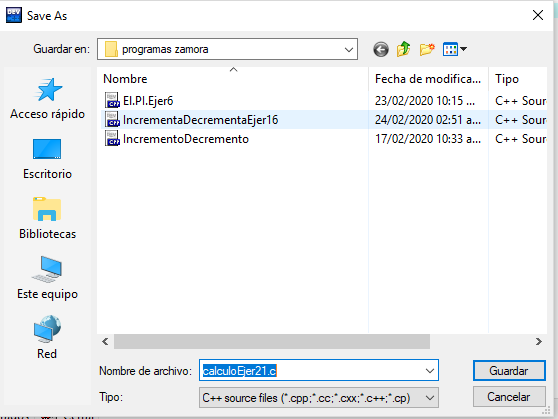 Save As
Guardar en: programas zamora
Nombre Fecha de modifica... Tipo
EI.PI.Ejer6 23/02/2020 10:15 ... C++ Sour
IncrementaDecrementaEjer16 24/02/2020 02:51 a... C++ Sour
IncrementoDecremento 17/02/2020 10:33 a... C++ Sour
Acceso rápido
Escritorio
Bibliotecas
Este equipo
Red
Nombre de archivo: calculoEjer21.c Guardar
Tipo: C++ source files (*.cpp;*.cc;*.cxx;*.c++;*.cp) Cancelar